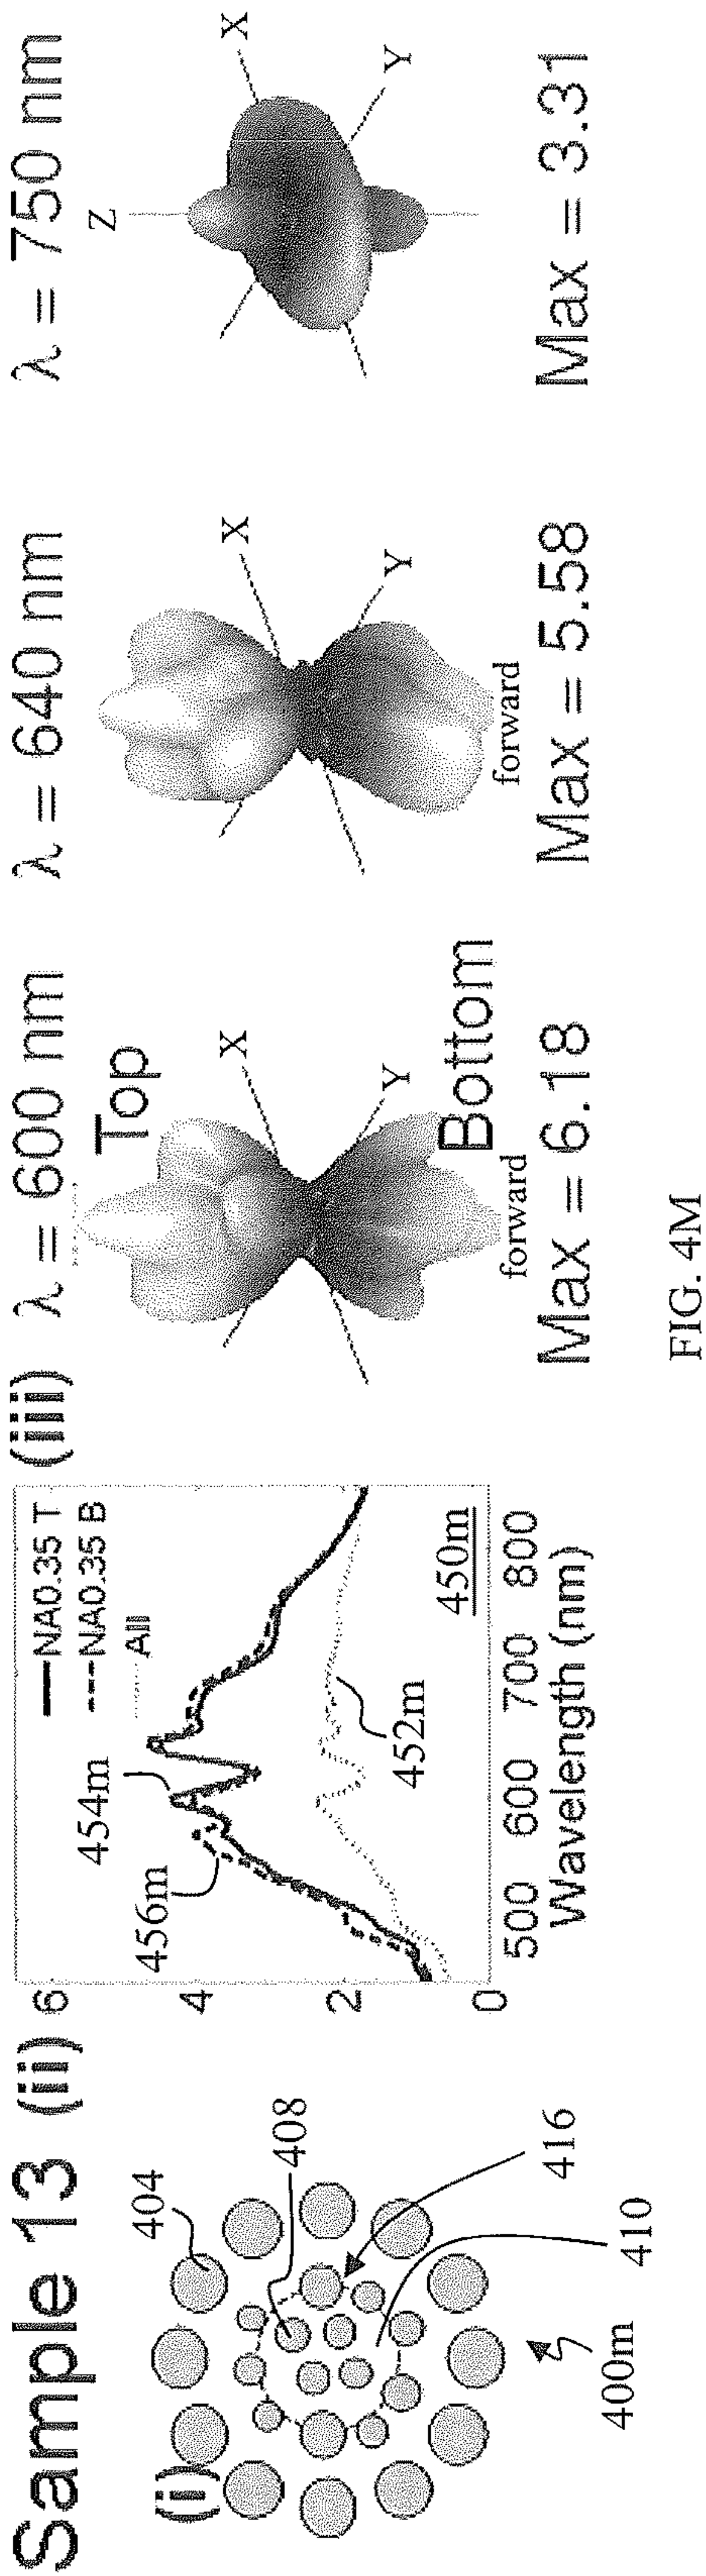 Sample 13
(i)
404
408
416
410
400m
(ii)
6
4
2
0
NA0.35 T
NA0.35 B
All
454m
456m
452m
450m
500 600 700 800
Wavelength (nm)
(iii)
λ = 600 nm
Top
X
Y
Bottom
forward
Max = 6.18
λ = 640 nm
X
Y
forward
Max = 5.58
λ = 750 nm
Z
X
Y
Max = 3.31
FIG. 4M